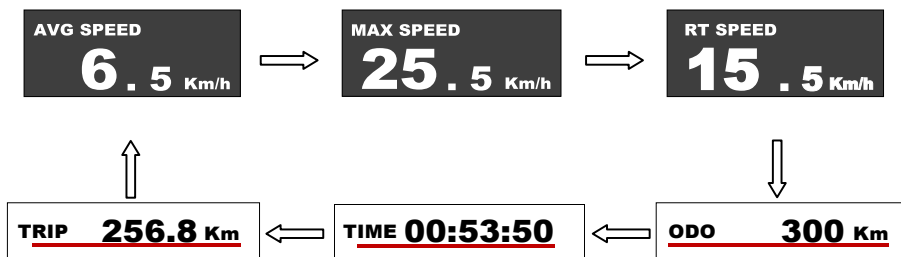 AVG SPEED
6 . 5 Km/h
MAX SPEED
25 . 5 Km/h
RT SPEED
15 . 5 Km/h
TRIP 256.8 Km
TIME 00:53:50
ODO 300 Km